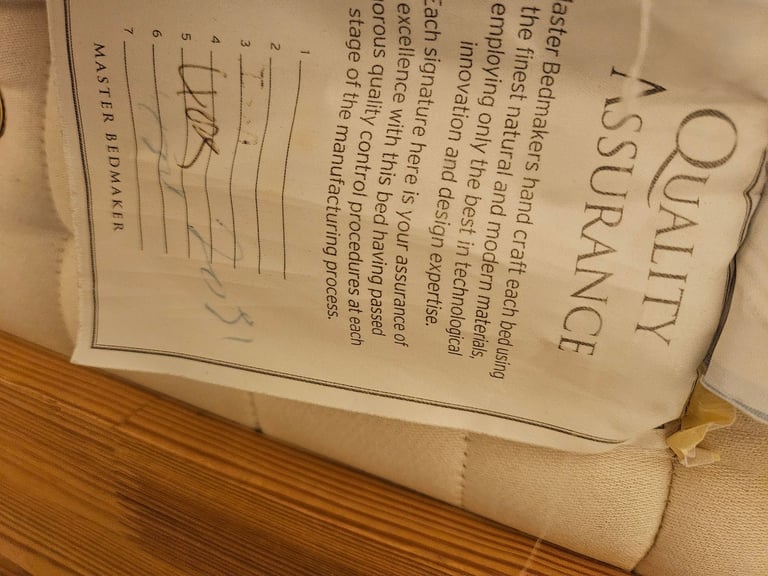 QUALITY
ASSURANCE
Master Bedmakers hand craft each bed using
the finest natural and modern materials,
employing only the best in technological
innovation and design expertise.
Each signature here is your assurance of
excellence with this bed having passed
rigorous quality control procedures at each
stage of the manufacturing process.
1
2
3
4
5
6
7
MASTER BEDMAKER